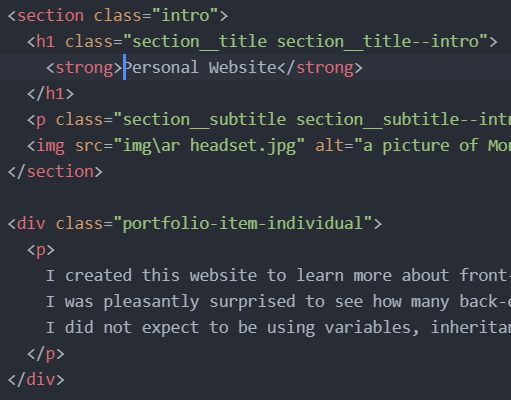 <section class="intro">
<h1 class="section__title section__title--intro">
<strong>Personal Website</strong>
</h1>
<p class="section__subtitle section__subtitle--intr
<img src="img\ar headset.jpg" alt="a picture of Mo
</section>
<div class="portfolio-item-individual">
<p>
I created this website to learn more about front-
I was pleasantly surprised to see how many back-e
I did not expect to be using variables, inheritan
</p>
</div>